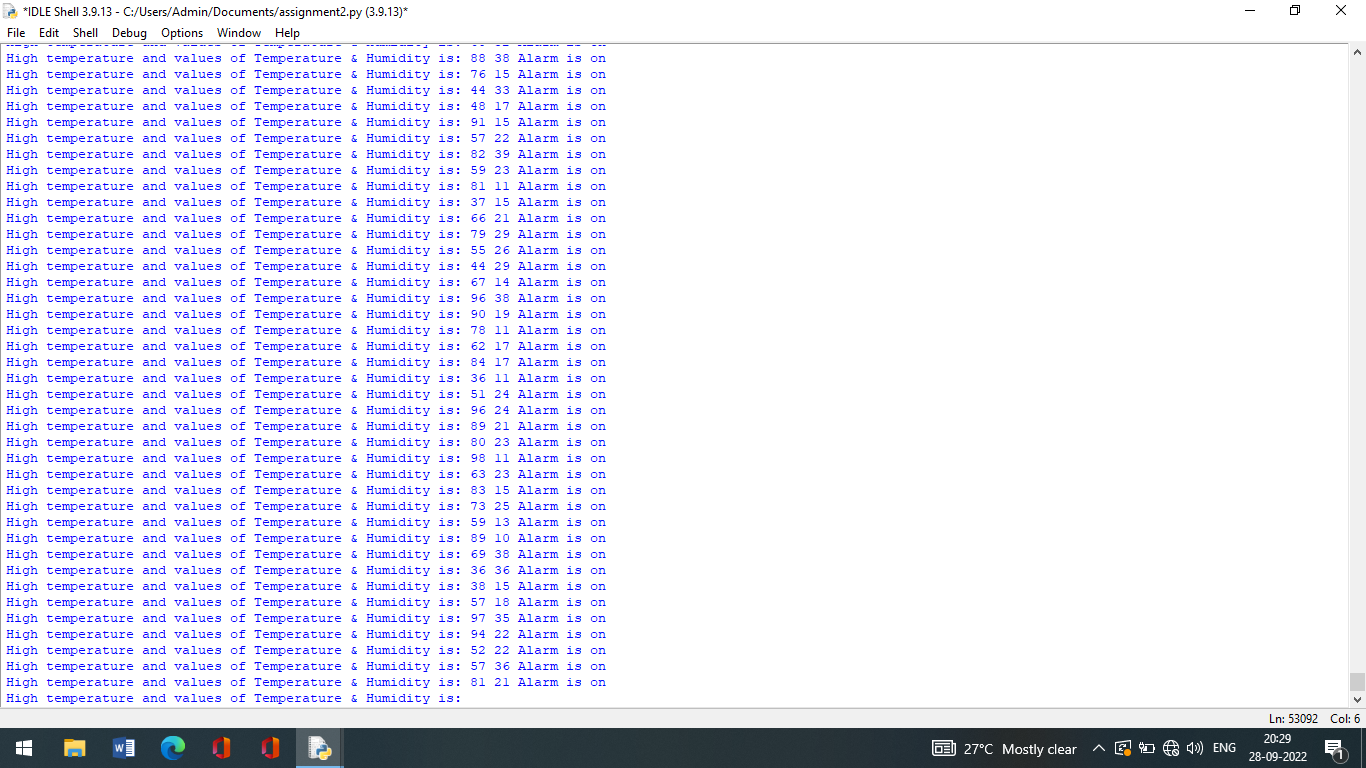 *IDLE Shell 3.9.13 - C:/Users/Admin/Documents/assignment2.py (3.9.13)*
File Edit Shell Debug Options Window Help
High temperature and values of Temperature & Humidity is: 88 38 Alarm is on
High temperature and values of Temperature & Humidity is: 76 15 Alarm is on
High temperature and values of Temperature & Humidity is: 44 33 Alarm is on
High temperature and values of Temperature & Humidity is: 48 17 Alarm is on
High temperature and values of Temperature & Humidity is: 91 15 Alarm is on
High temperature and values of Temperature & Humidity is: 57 22 Alarm is on
High temperature and values of Temperature & Humidity is: 82 39 Alarm is on
High temperature and values of Temperature & Humidity is: 59 23 Alarm is on
High temperature and values of Temperature & Humidity is: 81 11 Alarm is on
High temperature and values of Temperature & Humidity is: 37 15 Alarm is on
High temperature and values of Temperature & Humidity is: 66 21 Alarm is on
High temperature and values of Temperature & Humidity is: 79 29 Alarm is on
High temperature and values of Temperature & Humidity is: 55 26 Alarm is on
High temperature and values of Temperature & Humidity is: 44 29 Alarm is on
High temperature and values of Temperature & Humidity is: 67 14 Alarm is on
High temperature and values of Temperature & Humidity is: 96 38 Alarm is on
High temperature and values of Temperature & Humidity is: 90 19 Alarm is on
High temperature and values of Temperature & Humidity is: 78 11 Alarm is on
High temperature and values of Temperature & Humidity is: 62 17 Alarm is on
High temperature and values of Temperature & Humidity is: 84 17 Alarm is on
High temperature and values of Temperature & Humidity is: 36 11 Alarm is on
High temperature and values of Temperature & Humidity is: 51 24 Alarm is on
High temperature and values of Temperature & Humidity is: 96 24 Alarm is on
High temperature and values of Temperature & Humidity is: 89 21 Alarm is on
High temperature and values of Temperature & Humidity is: 80 23 Alarm is on
High temperature and values of Temperature & Humidity is: 98 11 Alarm is on
High temperature and values of Temperature & Humidity is: 63 23 Alarm is on
High temperature and values of Temperature & Humidity is: 83 15 Alarm is on
High temperature and values of Temperature & Humidity is: 73 25 Alarm is on
High temperature and values of Temperature & Humidity is: 59 13 Alarm is on
High temperature and values of Temperature & Humidity is: 89 10 Alarm is on
High temperature and values of Temperature & Humidity is: 69 38 Alarm is on
High temperature and values of Temperature & Humidity is: 36 36 Alarm is on
High temperature and values of Temperature & Humidity is: 38 15 Alarm is on
High temperature and values of Temperature & Humidity is: 57 18 Alarm is on
High temperature and values of Temperature & Humidity is: 97 35 Alarm is on
High temperature and values of Temperature & Humidity is: 94 22 Alarm is on
High temperature and values of Temperature & Humidity is: 52 22 Alarm is on
High temperature and values of Temperature & Humidity is: 57 36 Alarm is on
High temperature and values of Temperature & Humidity is: 81 21 Alarm is on
High temperature and values of Temperature & Humidity is:
Ln: 53092 Col: 6
27°C Mostly clear ENG 20:29
28-09-2022 1